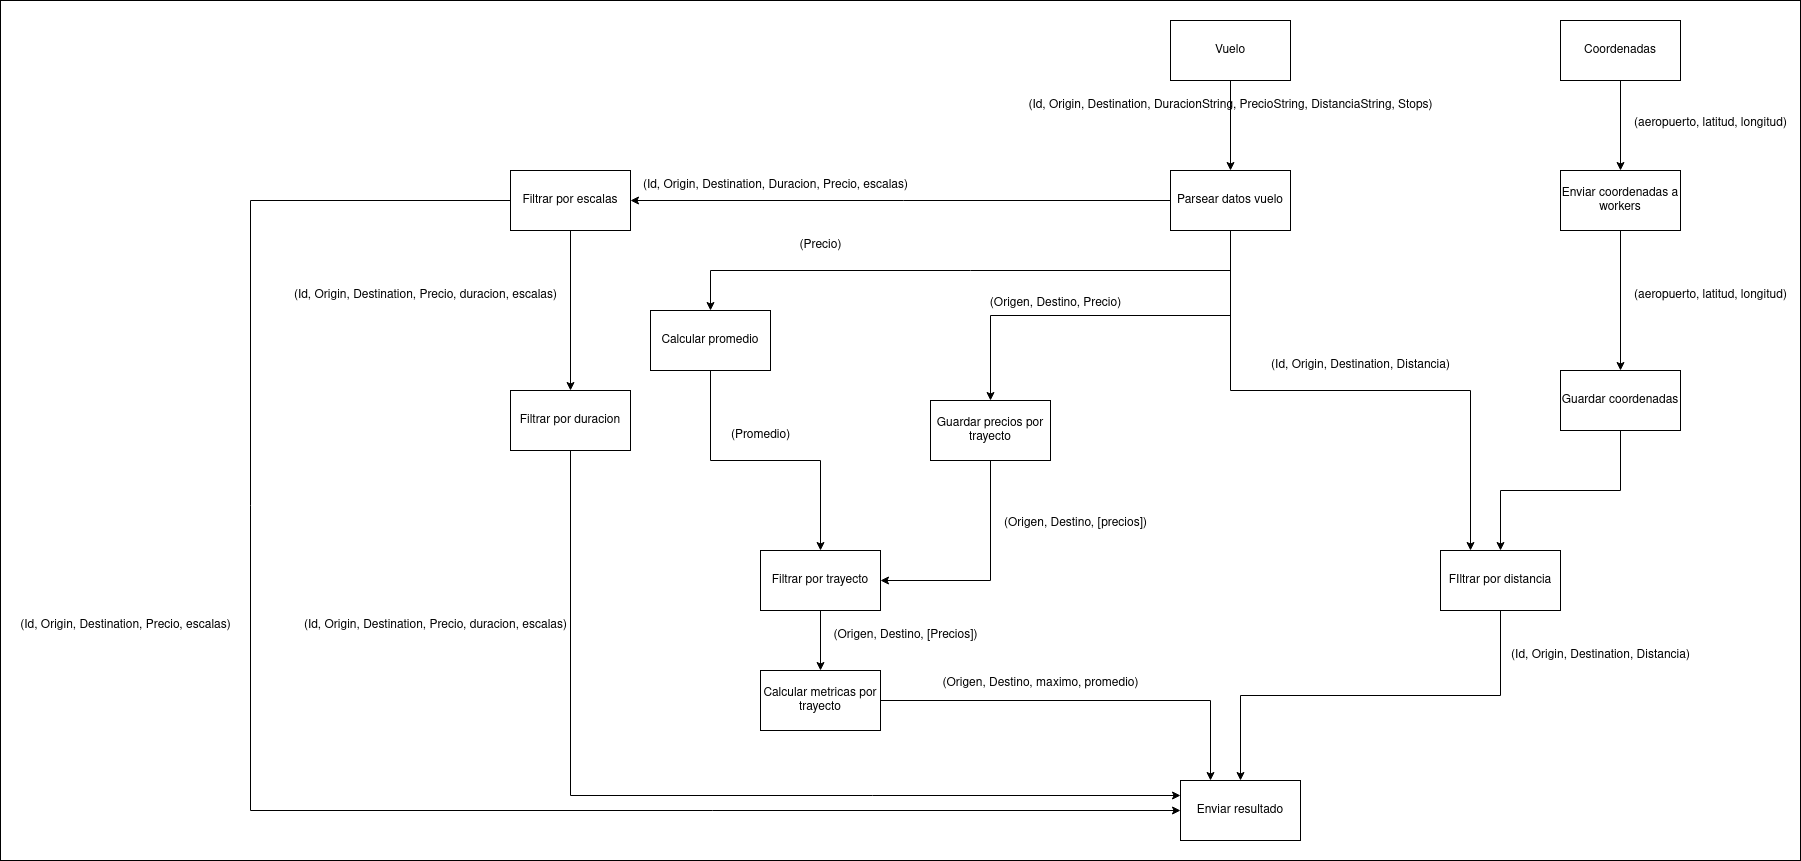 Vuelo
Coordenadas
(Id, Origin, Destination, DuracionString, PrecioString, DistanciaString, Stops)
(aeropuerto, latitud, longitud)
(Id, Origin, Destination, Duracion, Precio, escalas)
Filtrar por escalas
Parsear datos vuelo
Enviar coordenadas a
workers
(Precio)
(Id, Origin, Destination, Precio, duracion, escalas)
(Origen, Destino, Precio)
(aeropuerto, latitud, longitud)
Calcular promedio
(Id, Origin, Destination, Distancia)
Filtrar por duracion
Guardar precios por
trayecto
Guardar coordenadas
(Promedio)
(Origen, Destino, [precios])
Filtrar por trayecto
FIltrar por distancia
(Id, Origin, Destination, Precio, escalas)
(Id, Origin, Destination, Precio, duracion, escalas)
(Origen, Destino, [Precios])
(Id, Origin, Destination, Distancia)
Calcular metricas por
trayecto
(Origen, Destino, maximo, promedio)
Enviar resultado